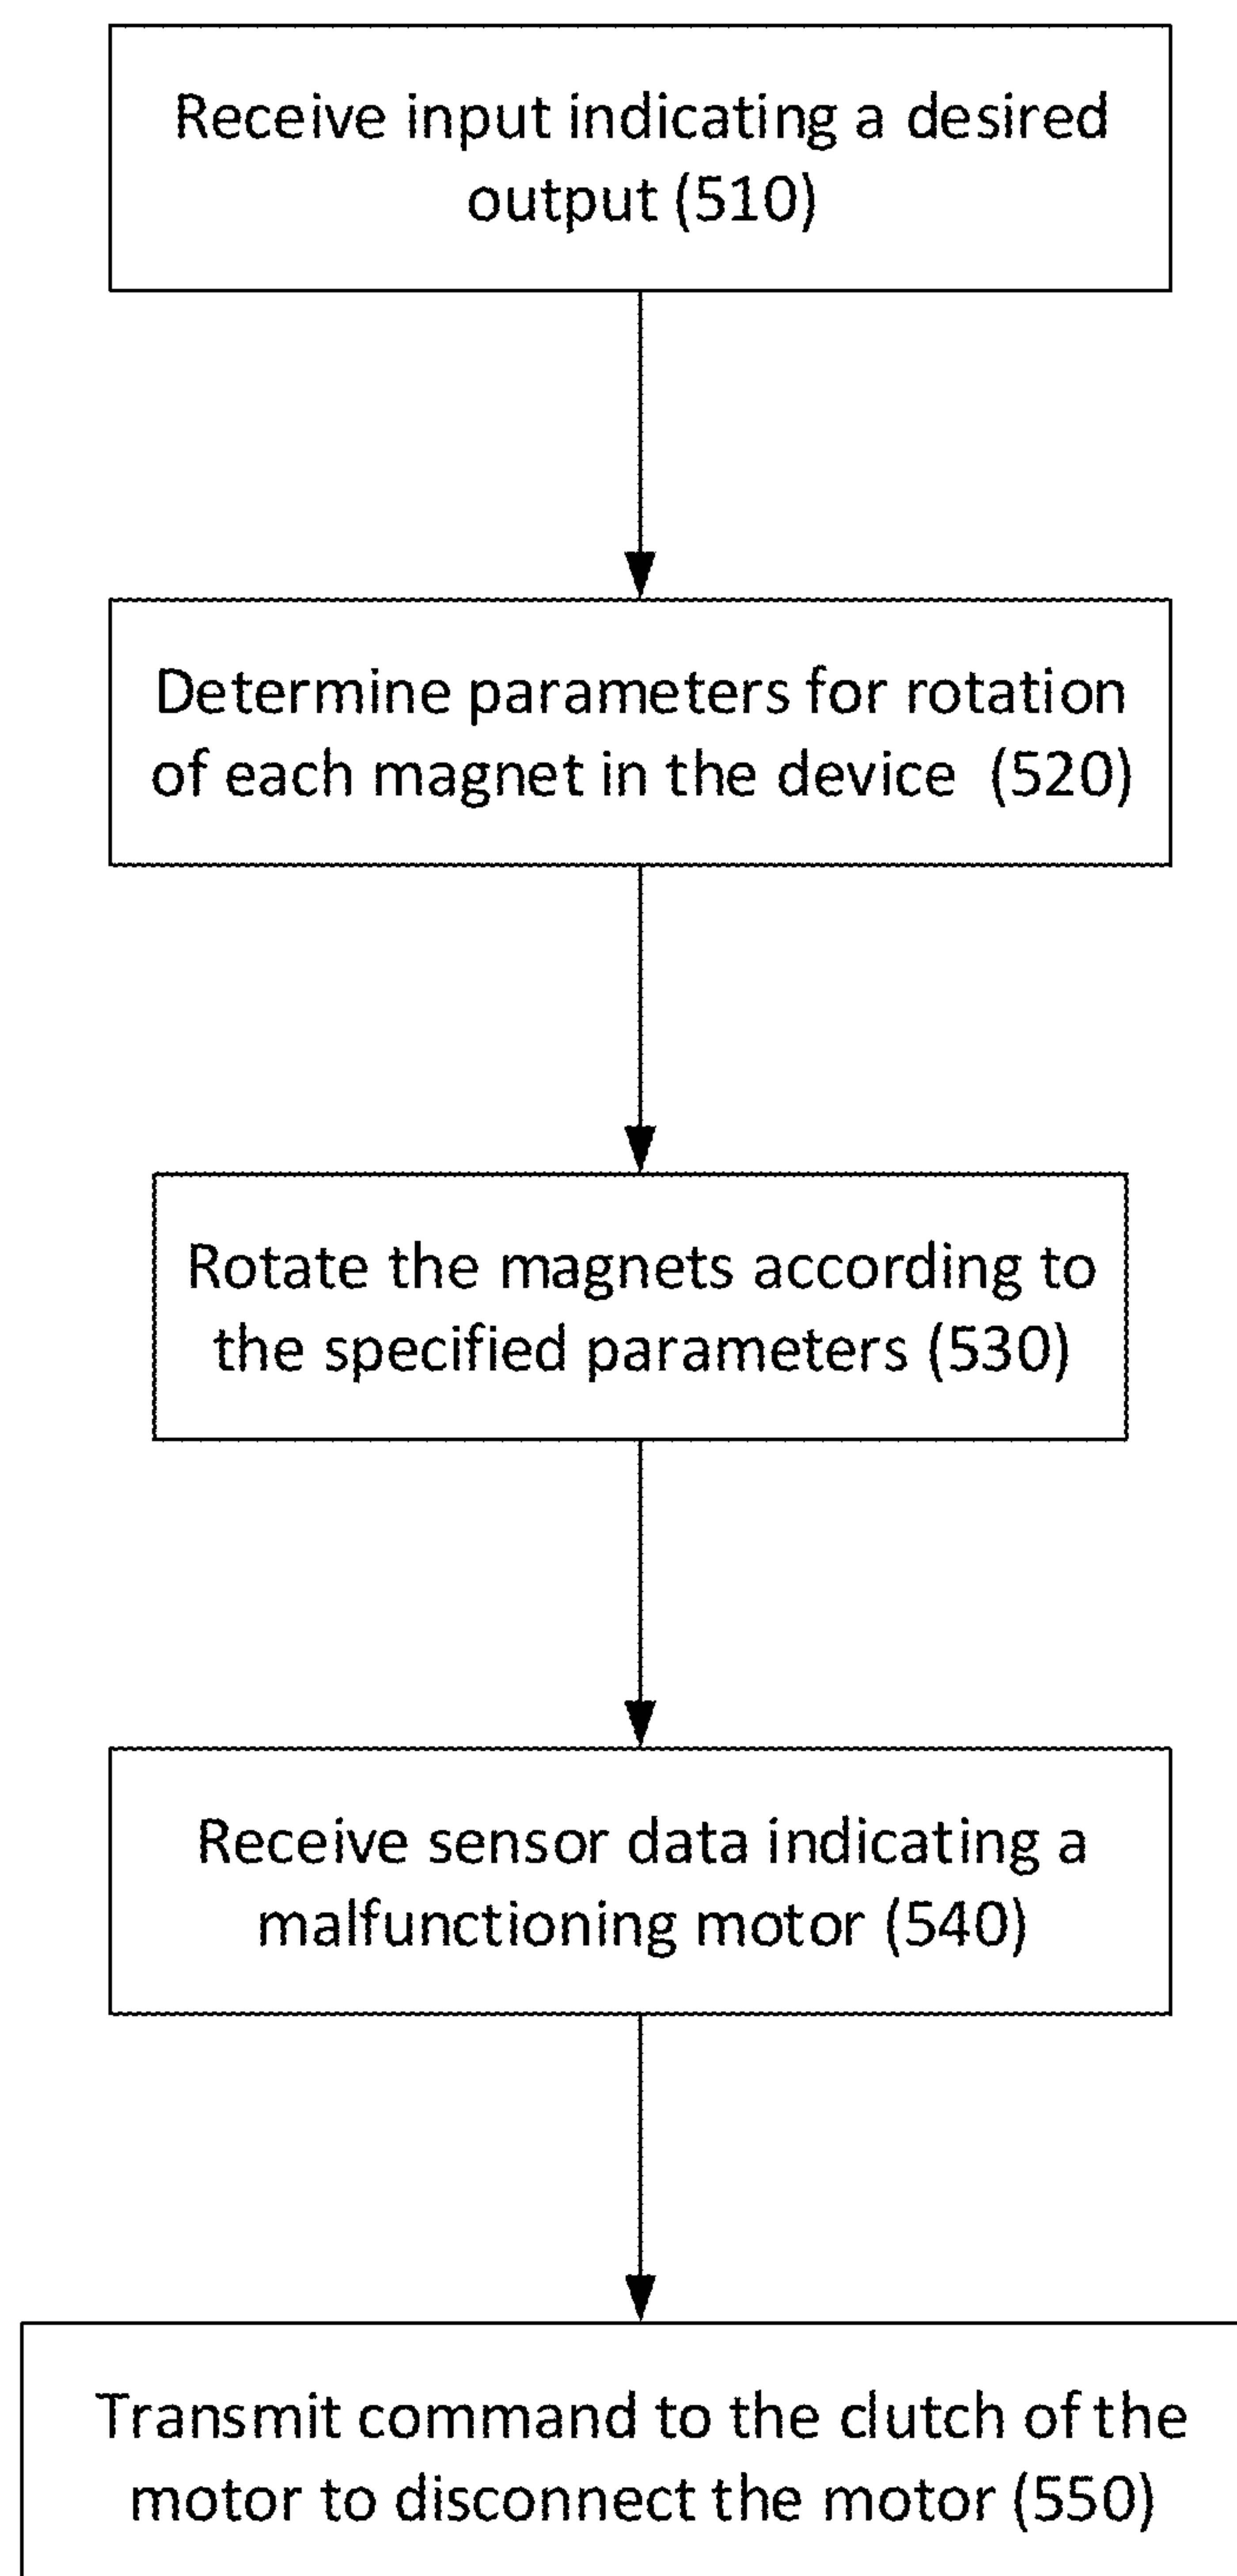 Receive input indicating a desired
output (510)
Determine parameters for rotation
of each magnet in the device (520)
Rotate the magnets according to
the specified parameters (530)
Receive sensor data indicating a
malfunctioning motor (540)
Transmit command to the clutch of the
motor to disconnect the motor (550)